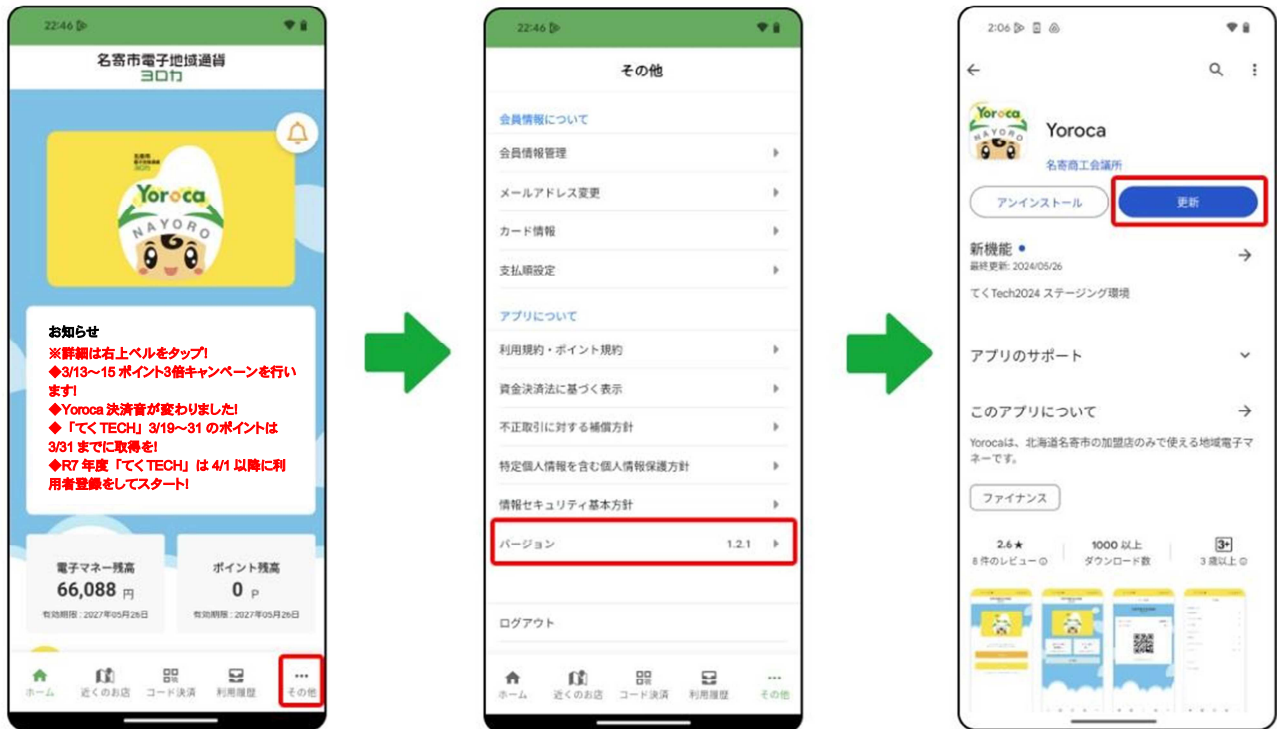 22:46
名寄市電子地域通貨
ヨロカ
名寄市
電子地域通貨
ヨロカ
Yoroca
NAYORO
お知らせ
※詳細は右上ベルをタップ!
◆3/13～15 ポイント3倍キャンペーンを行い
ます!
◆Yoroca 決済音が変わりました!
◆「てくTECH」3/19～31 のポイントは
3/31 までに取得を!
◆R7 年度「てくTECH」は 4/1 以降に利
用者登録をしてスタート!
電子マネー残高
66,088 円
有効期限 : 2027年05月26日
ポイント残高
0 P
有効期限 : 2027年05月26日
ホーム 近くのお店 コード決済 利用履歴 その他
22:46
その他
会員情報について
会員情報管理
メールアドレス変更
カード情報
支払順設定
アプリについて
利用規約・ポイント規約
資金決済法に基づく表示
不正取引に対する補償方針
特定個人情報を含む個人情報保護方針
情報セキュリティ基本方針
バージョン 1.2.1
ログアウト
ホーム 近くのお店 コード決済 利用履歴 その他
2:06
Yoroca
NAYORO
Yoroca
名寄商工会議所
アンインストール 更新
新機能
最終更新: 2024/05/26
てくTech2024 ステージング環境
アプリのサポート
このアプリについて
Yorocaは、北海道名寄市の加盟店のみで使える地域電子マ
ネーです。
ファイナンス
2.6★ 1000 以上 3+
8 件のレビュー ダウンロード数 3 歳以上